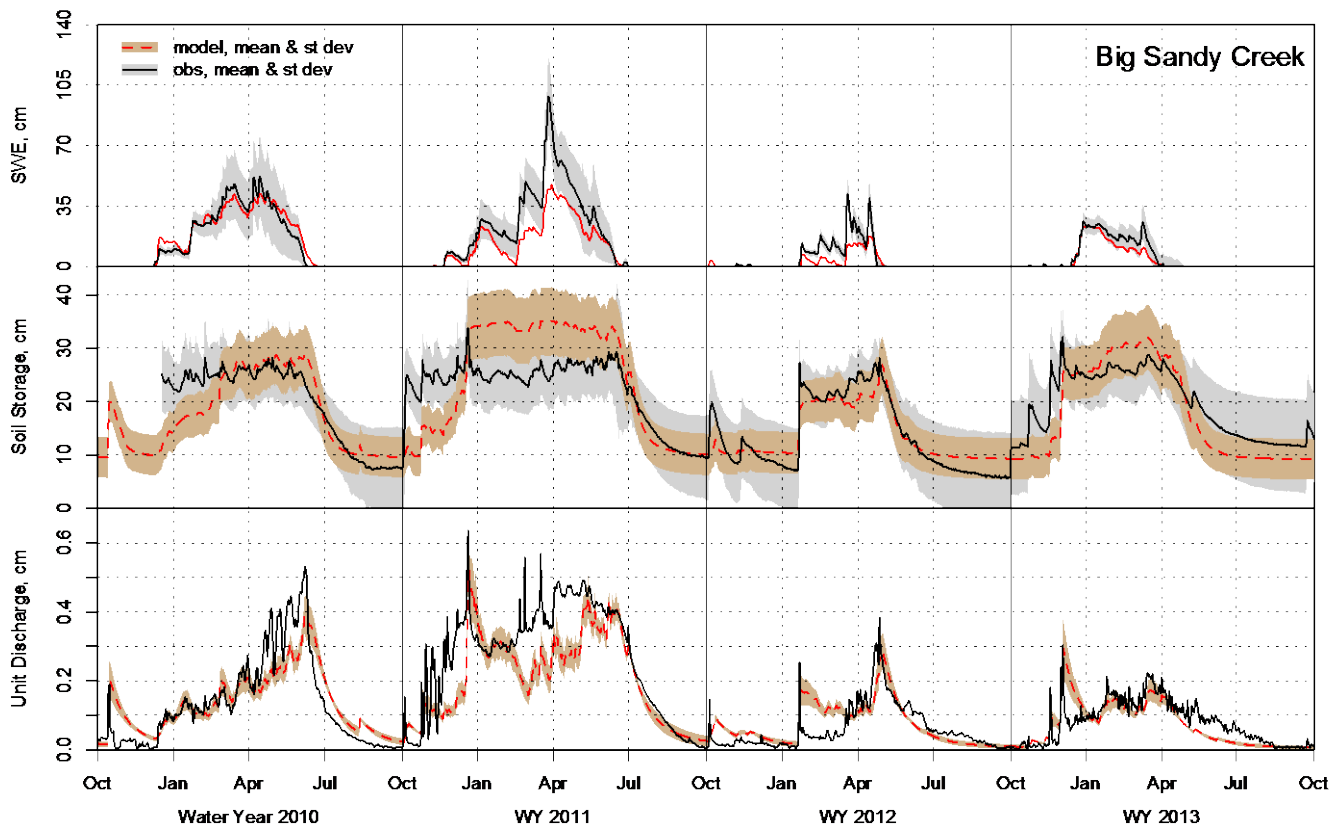 model, mean & st dev
obs, mean & st dev
Big Sandy Creek
SWE, cm
140
105
70
35
0
Soil Storage, cm
40
30
20
10
0
Unit Discharge, cm
0.6
0.4
0.2
0.0
Oct Jan Apr Jul Oct Jan Apr Jul Oct Jan Apr Jul Oct Jan Apr Jul Oct
Water Year 2010 WY 2011 WY 2012 WY 2013